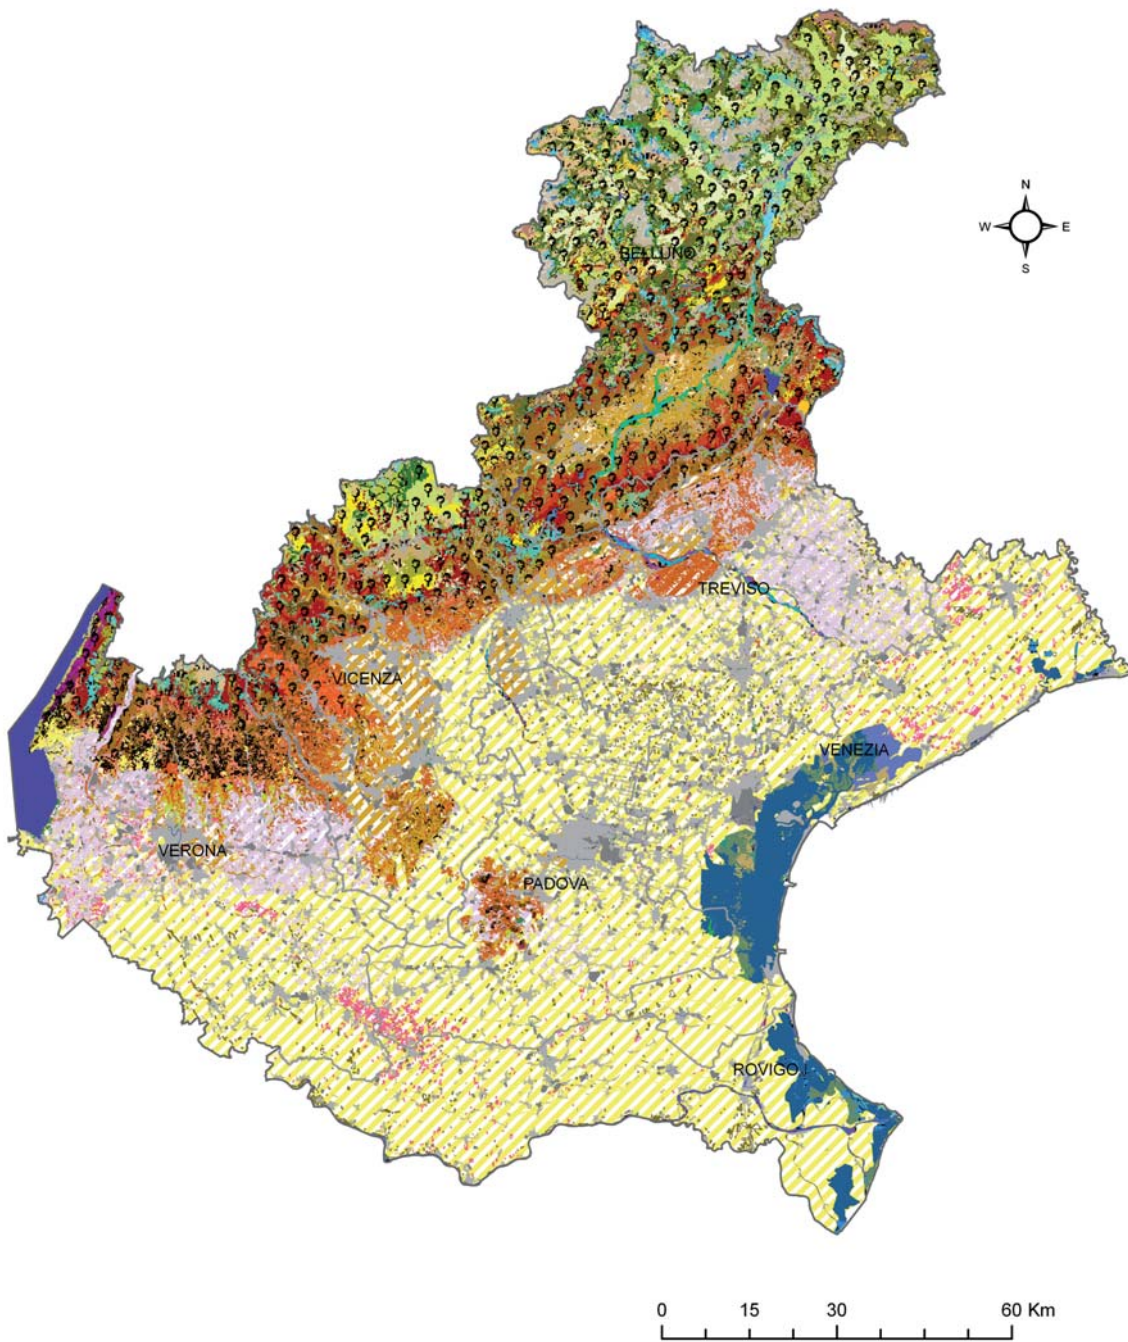 N
W E
S
BELLUNO
TREVISO
VICENZA
VENEZIA
VERONA
PADOVA
ROVIGO
0 15 30 60 Km